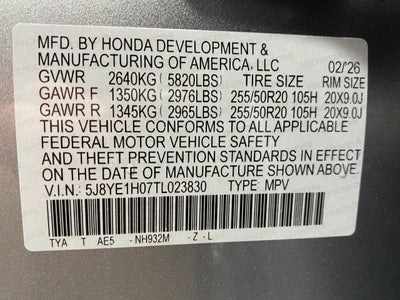 MFD. BY HONDA DEVELOPMENT &
MANUFACTURING OF AMERICA, LLC 02/'26
GVWR 2640KG ( 5820LBS) TIRE SIZE RIM SIZE
GAWR F 1350KG ( 2976LBS) 255/50R20 105H 20X9.0J
GAWR R 1345KG ( 2965LBS) 255/50R20 105H 20X9.0J
THIS VEHICLE CONFORMS TO ALL APPLICABLE
FEDERAL MOTOR VEHICLE SAFETY
AND THEFT PREVENTION STANDARDS IN EFFECT
ON THE DATE OF MANUFACTURE SHOWN ABOVE.
V.I.N.: 5J8YE1H07TL023830 TYPE: MPV
TYA T AE5 -NH932M -Z -L